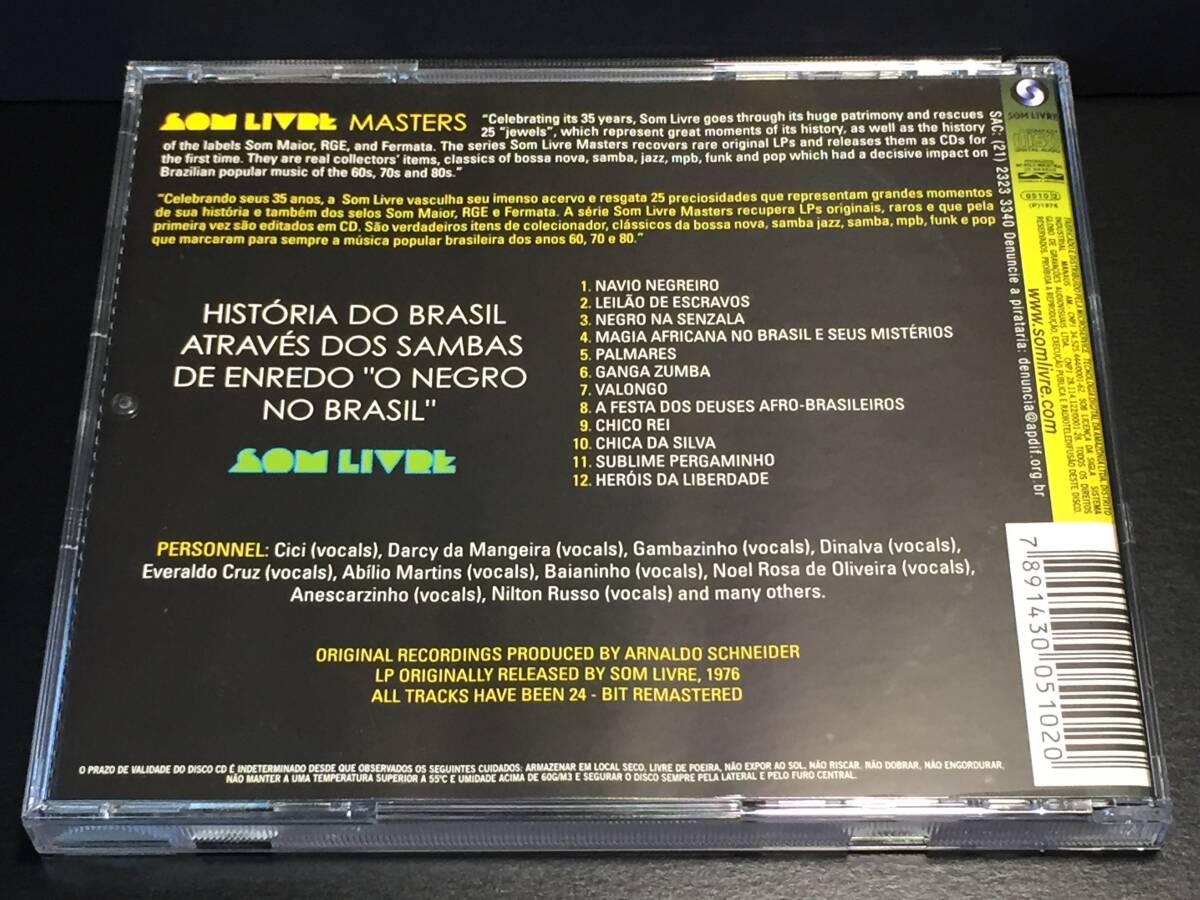 SOM LIVRE MASTERS "Celebrating its 35 years, Som Livre goes through its huge patrimony and rescues
25 "jewels", which represent great moments of its history, as well as the history
of the labels Som Maior, RGE, and Fermata. The series Som Livre Masters recovers rare original LPs and releases them as CDs for
the first time. They are real collectors' items, classics of bossa nova, samba, jazz, mpb, funk and pop which had a decisive impact on
Brazilian popular music of the 60s, 70s and 80s."
"Celebrando seus 35 anos, a Som Livre vasculha seu imenso acervo e resgata 25 preciosidades que representam grandes momentos
de sua história e também dos selos Som Maior, RGE e Fermata. A série Som Livre Masters recupera LPs originais, raros e que pela
primeira vez são editados em CD. São verdadeiros itens de colecionador, clássicos da bossa nova, samba jazz, samba, mpb, funk e pop
que marcaram para sempre a música popular brasileira dos anos 60, 70 e 80."
HISTÓRIA DO BRASIL
ATRAVÉS DOS SAMBAS
DE ENREDO "O NEGRO
NO BRASIL"
SOM LIVRE
1. NAVIO NEGREIRO
2. LEILÃO DE ESCRAVOS
3. NEGRO NA SENZALA
4. MAGIA AFRICANA NO BRASIL E SEUS MISTÉRIOS
5. PALMARES
6. GANGA ZUMBA
7. VALONGO
8. A FESTA DOS DEUSES AFRO-BRASILEIROS
9. CHICO REI
10. CHICA DA SILVA
11. SUBLIME PERGAMINHO
12. HERÓIS DA LIBERDADE
PERSONNEL: Cici (vocals), Darcy da Mangeira (vocals), Gambazinho (vocals), Dinalva (vocals),
Everaldo Cruz (vocals), Abílio Martins (vocals), Baianinho (vocals), Noel Rosa de Oliveira (vocals),
Anescarzinho (vocals), Nilton Russo (vocals) and many others.
ORIGINAL RECORDINGS PRODUCED BY ARNALDO SCHNEIDER
LP ORIGINALLY RELEASED BY SOM LIVRE, 1976
ALL TRACKS HAVE BEEN 24 - BIT REMASTERED
O PRAZO DE VALIDADE DO DISCO CD É INDETERMINADO DESDE QUE OBSERVADOS OS SEGUINTES CUIDADOS: ARMAZENAR EM LOCAL SECO, LIVRE DE POEIRA, NÃO EXPOR AO SOL, NÃO RISCAR, NÃO DOBRAR, NÃO ENGORDURAR,
NÃO MANTER A UMA TEMPERATURA SUPERIOR A 55°C E UMIDADE ACIMA DE 60G/M3 E SEGURAR O DISCO SEMPRE PELA LATERAL E PELO FURO CENTRAL.
SOM LIVRE
0510-2
(P)1976
SAC: (21) 2323 3340 Denuncie a pirataria: denuncia@apdif.org.br
www.somlivre.com
7 891430 051020